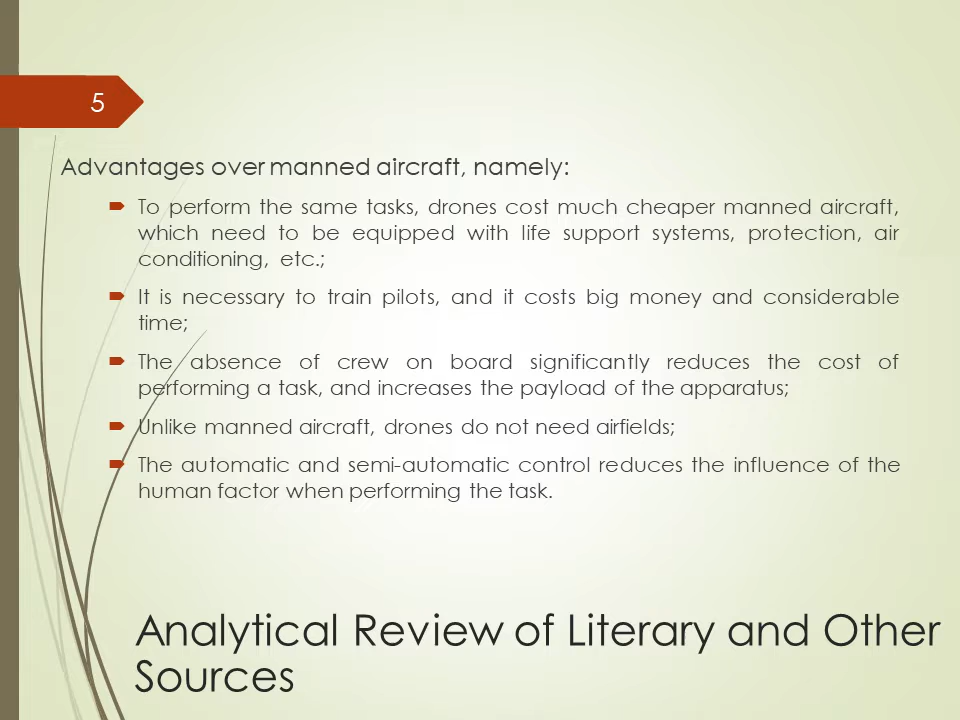 5
Advantages over manned aircraft, namely:
To perform the same tasks, drones cost much cheaper manned aircraft,
which need to be equipped with life support systems, protection, air
conditioning, etc.;
It is necessary to train pilots, and it costs big money and considerable
time;
The absence of crew on board significantly reduces the cost of
performing a task, and increases the payload of the apparatus;
Unlike manned aircraft, drones do not need airfields;
The automatic and semi-automatic control reduces the influence of the
human factor when performing the task.
Analytical Review of Literary and Other
Sources